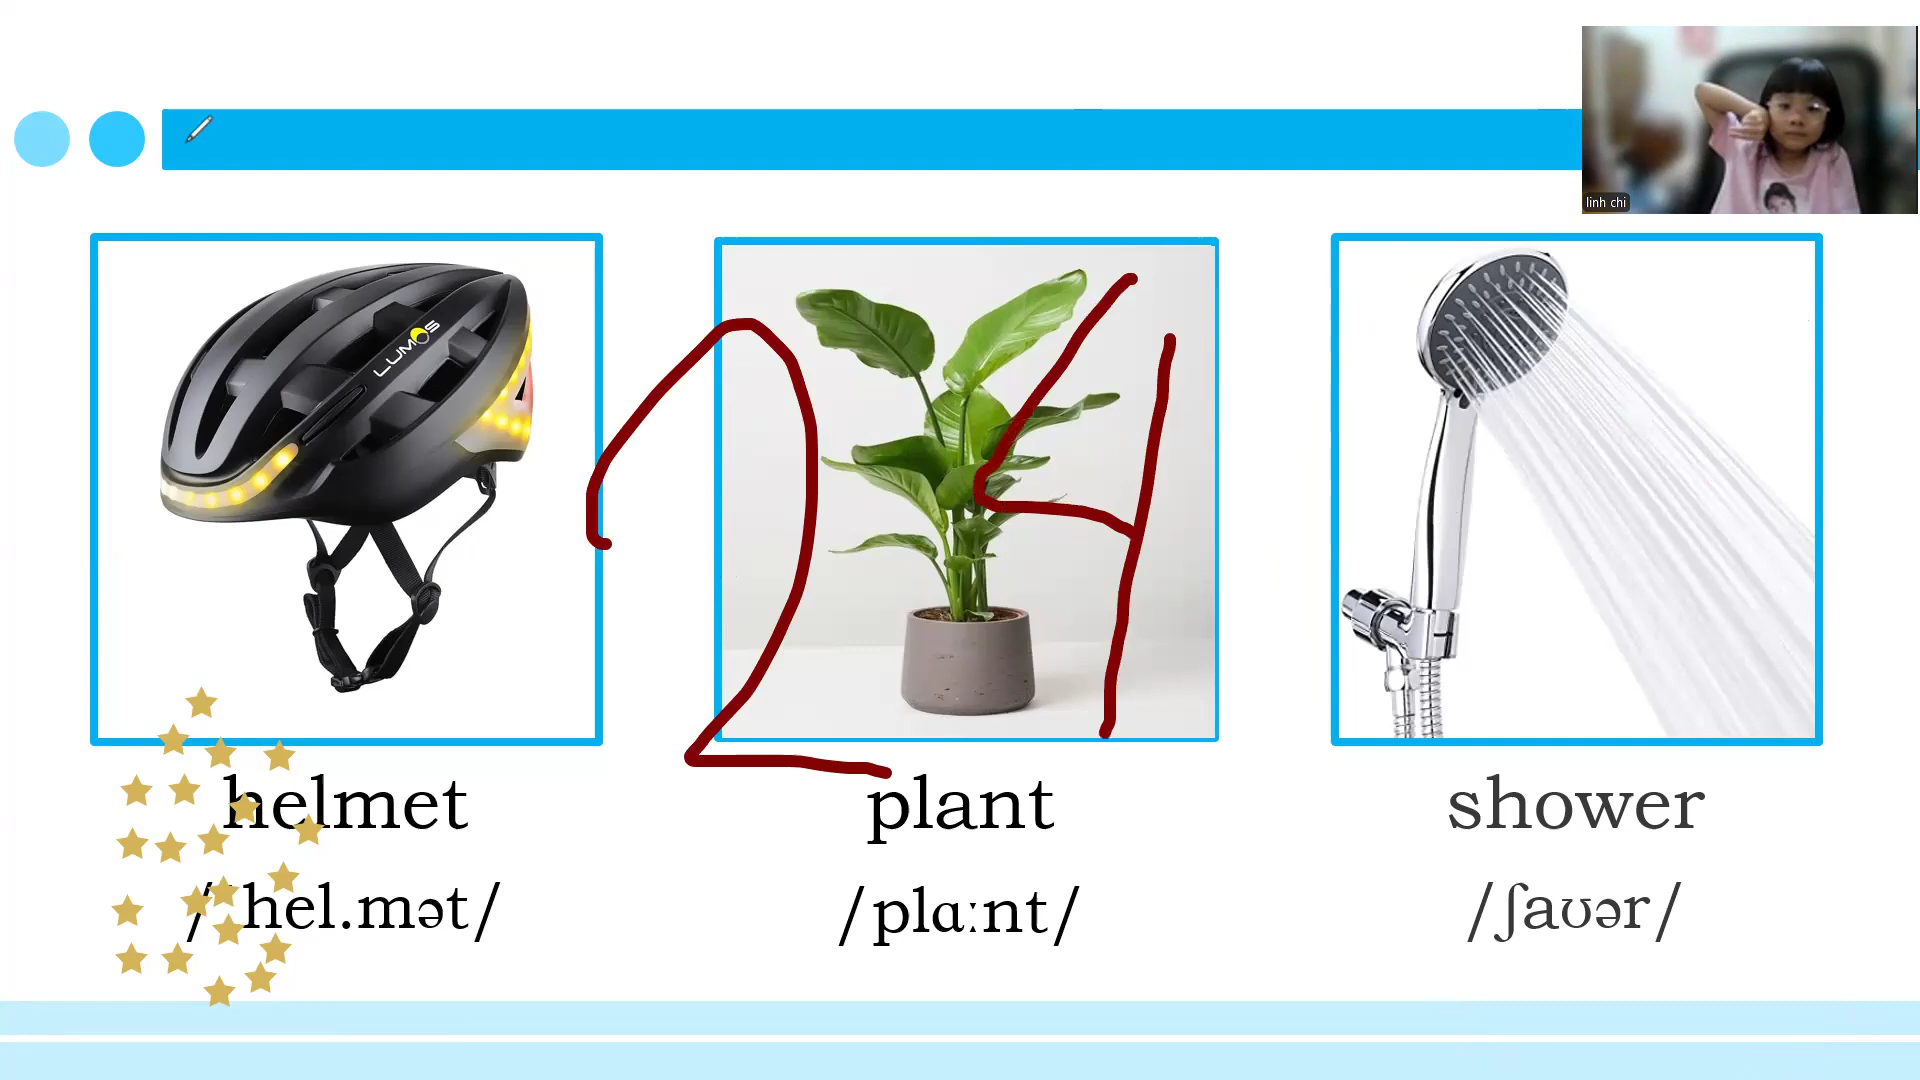 linh chi
LUMOS
24
helmet plant shower
/ˈhel.mət/ /plɑːnt/ /ʃaʊər/